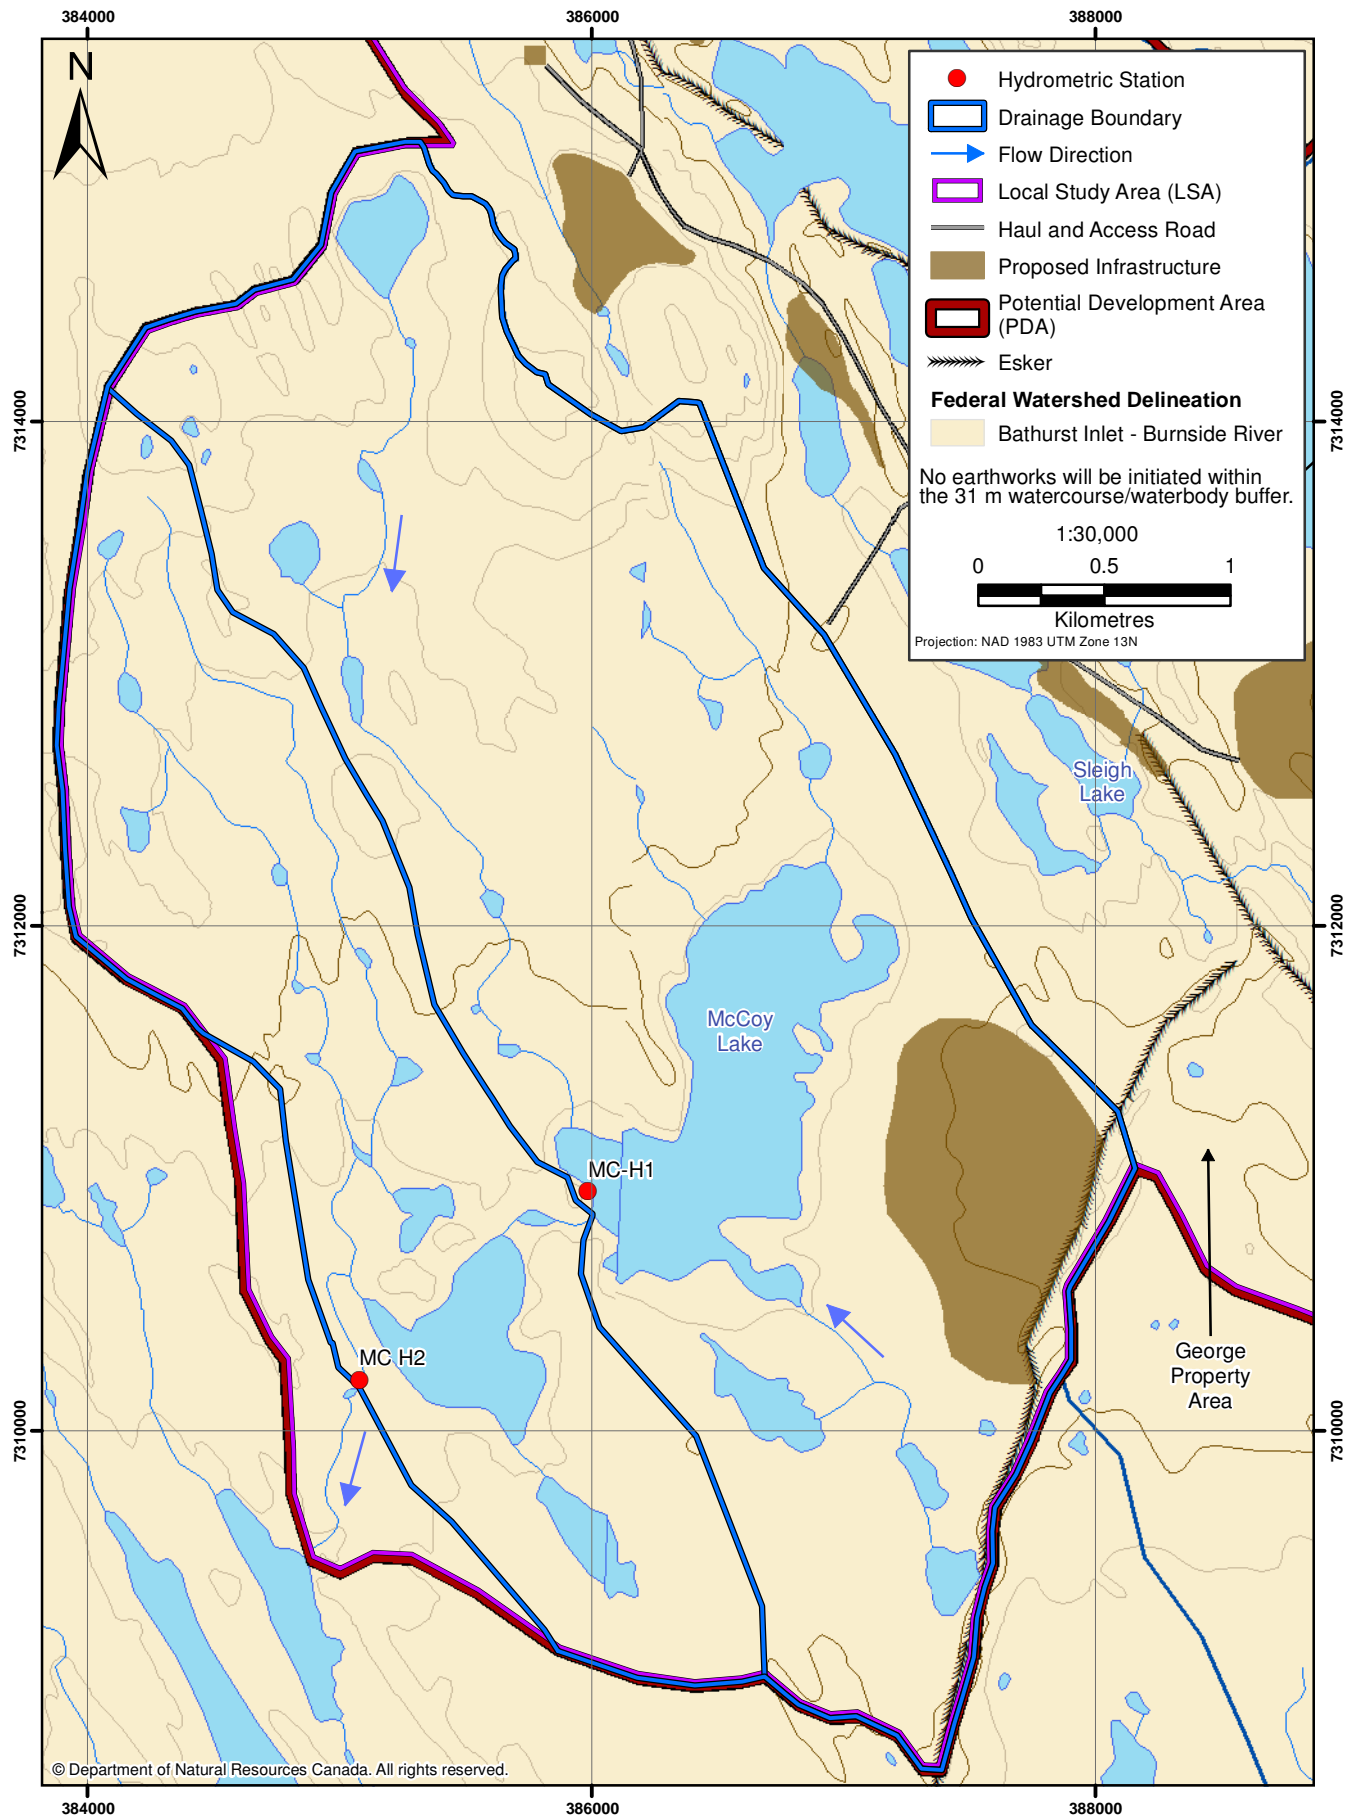 384000
386000
388000
N
Hydrometric Station
Drainage Boundary
Flow Direction
Local Study Area (LSA)
Haul and Access Road
Proposed Infrastructure
Potential Development Area
(PDA)
Esker
Federal Watershed Delineation
Bathurst Inlet - Burnside River
No earthworks will be initiated within
the 31 m watercourse/waterbody buffer.
1:30,000
0 0.5 1
Kilometres
Projection: NAD 1983 UTM Zone 13N
7314000
7314000
Sleigh
Lake
7312000
7312000
McCoy
Lake
MC-H1
MC H2
George
Property
Area
7310000
7310000
© Department of Natural Resources Canada. All rights reserved.
384000
386000
388000